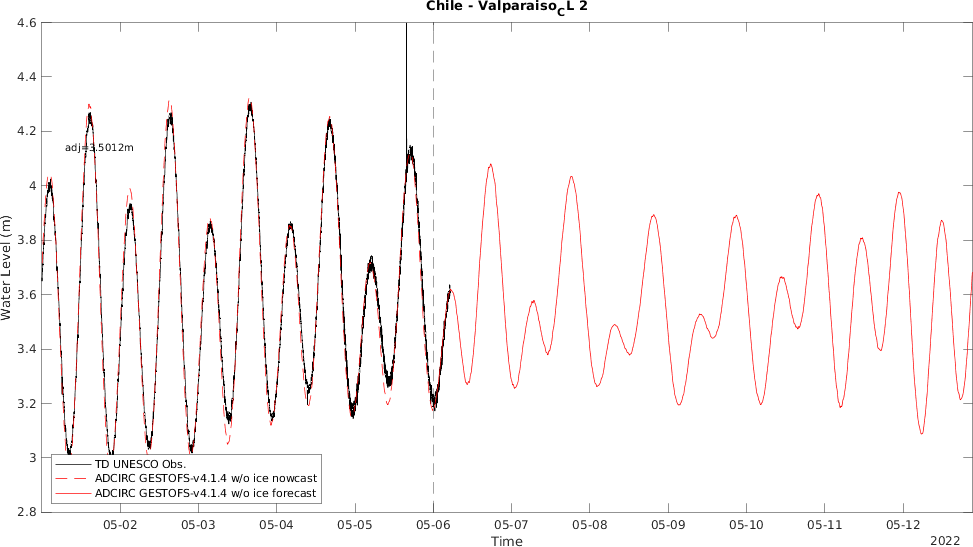 Chile - Valparaiso_CL 2
4.6
4.4
4.2
4
3.8
3.6
3.4
3.2
3
2.8
Water Level (m)
adj=3.5012m
TD UNESCO Obs.
ADCIRC GESTOFS-v4.1.4 w/o ice nowcast
ADCIRC GESTOFS-v4.1.4 w/o ice forecast
05-02 05-03 05-04 05-05 05-06 05-07 05-08 05-09 05-10 05-11 05-12
Time
2022